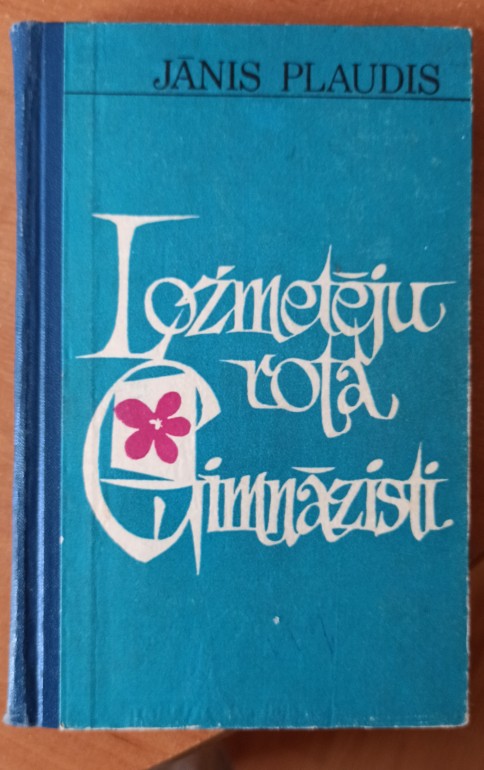 JĀNIS PLAUDIS
Ložmetēju
rota
Ģimnāzisti